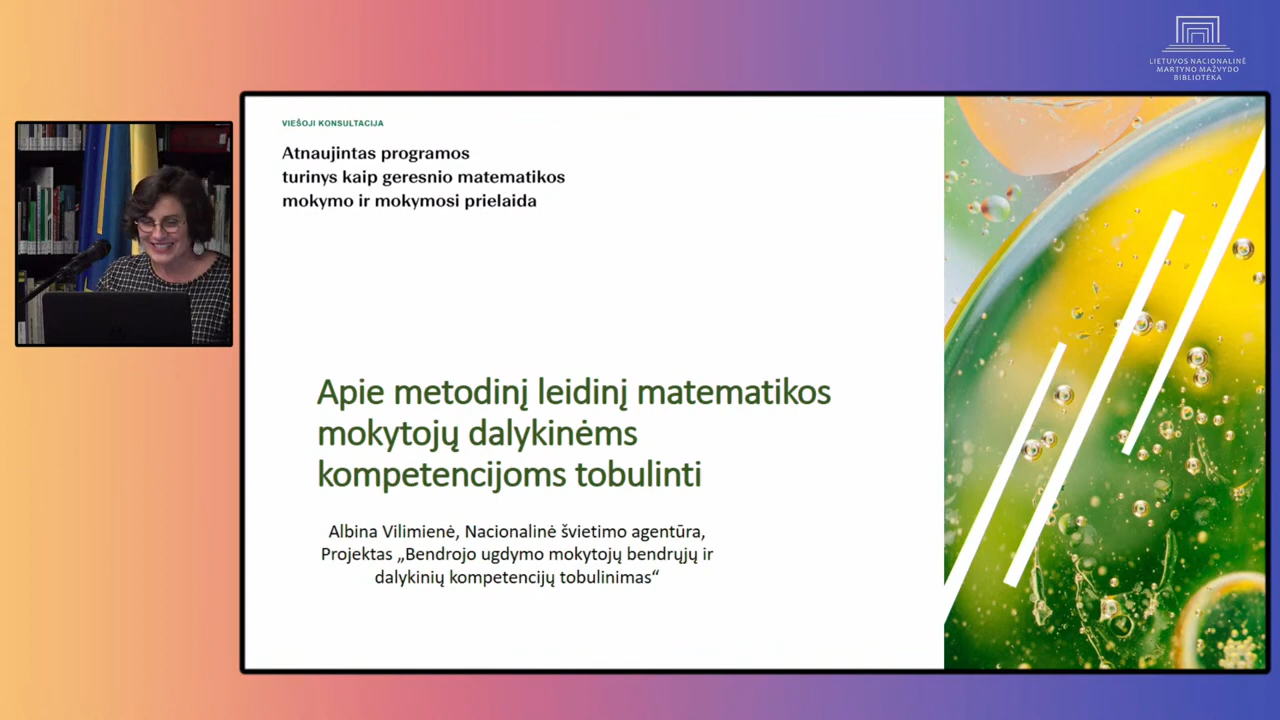 LIETUVOS NACIONALINĖ
MARTYNO MAŽVYDO
BIBLIOTEKA
VIEŠOJI KONSULTACIJA
Atnaujintas programos
turinys kaip geresnio matematikos
mokymo ir mokymosi prielaida
Apie metodinį leidinį matematikos
mokytojų dalykinėms
kompetencijoms tobulinti
Albina Vilimienė, Nacionalinė švietimo agentūra,
Projektas „Bendrojo ugdymo mokytojų bendrųjų ir
dalykinių kompetencijų tobulinimas“